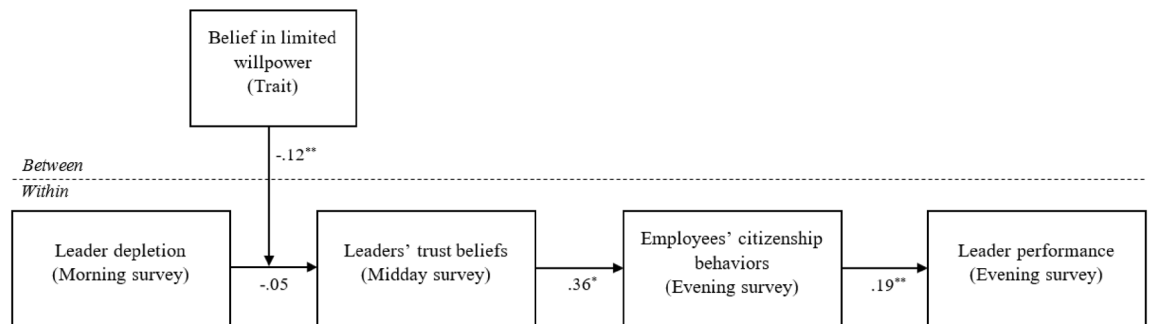 Belief in limited
willpower
(Trait)
-.12**
Between
Within
Leader depletion
(Morning survey)
-.05
Leaders’ trust beliefs
(Midday survey)
.36*
Employees’ citizenship
behaviors
(Evening survey)
.19**
Leader performance
(Evening survey)